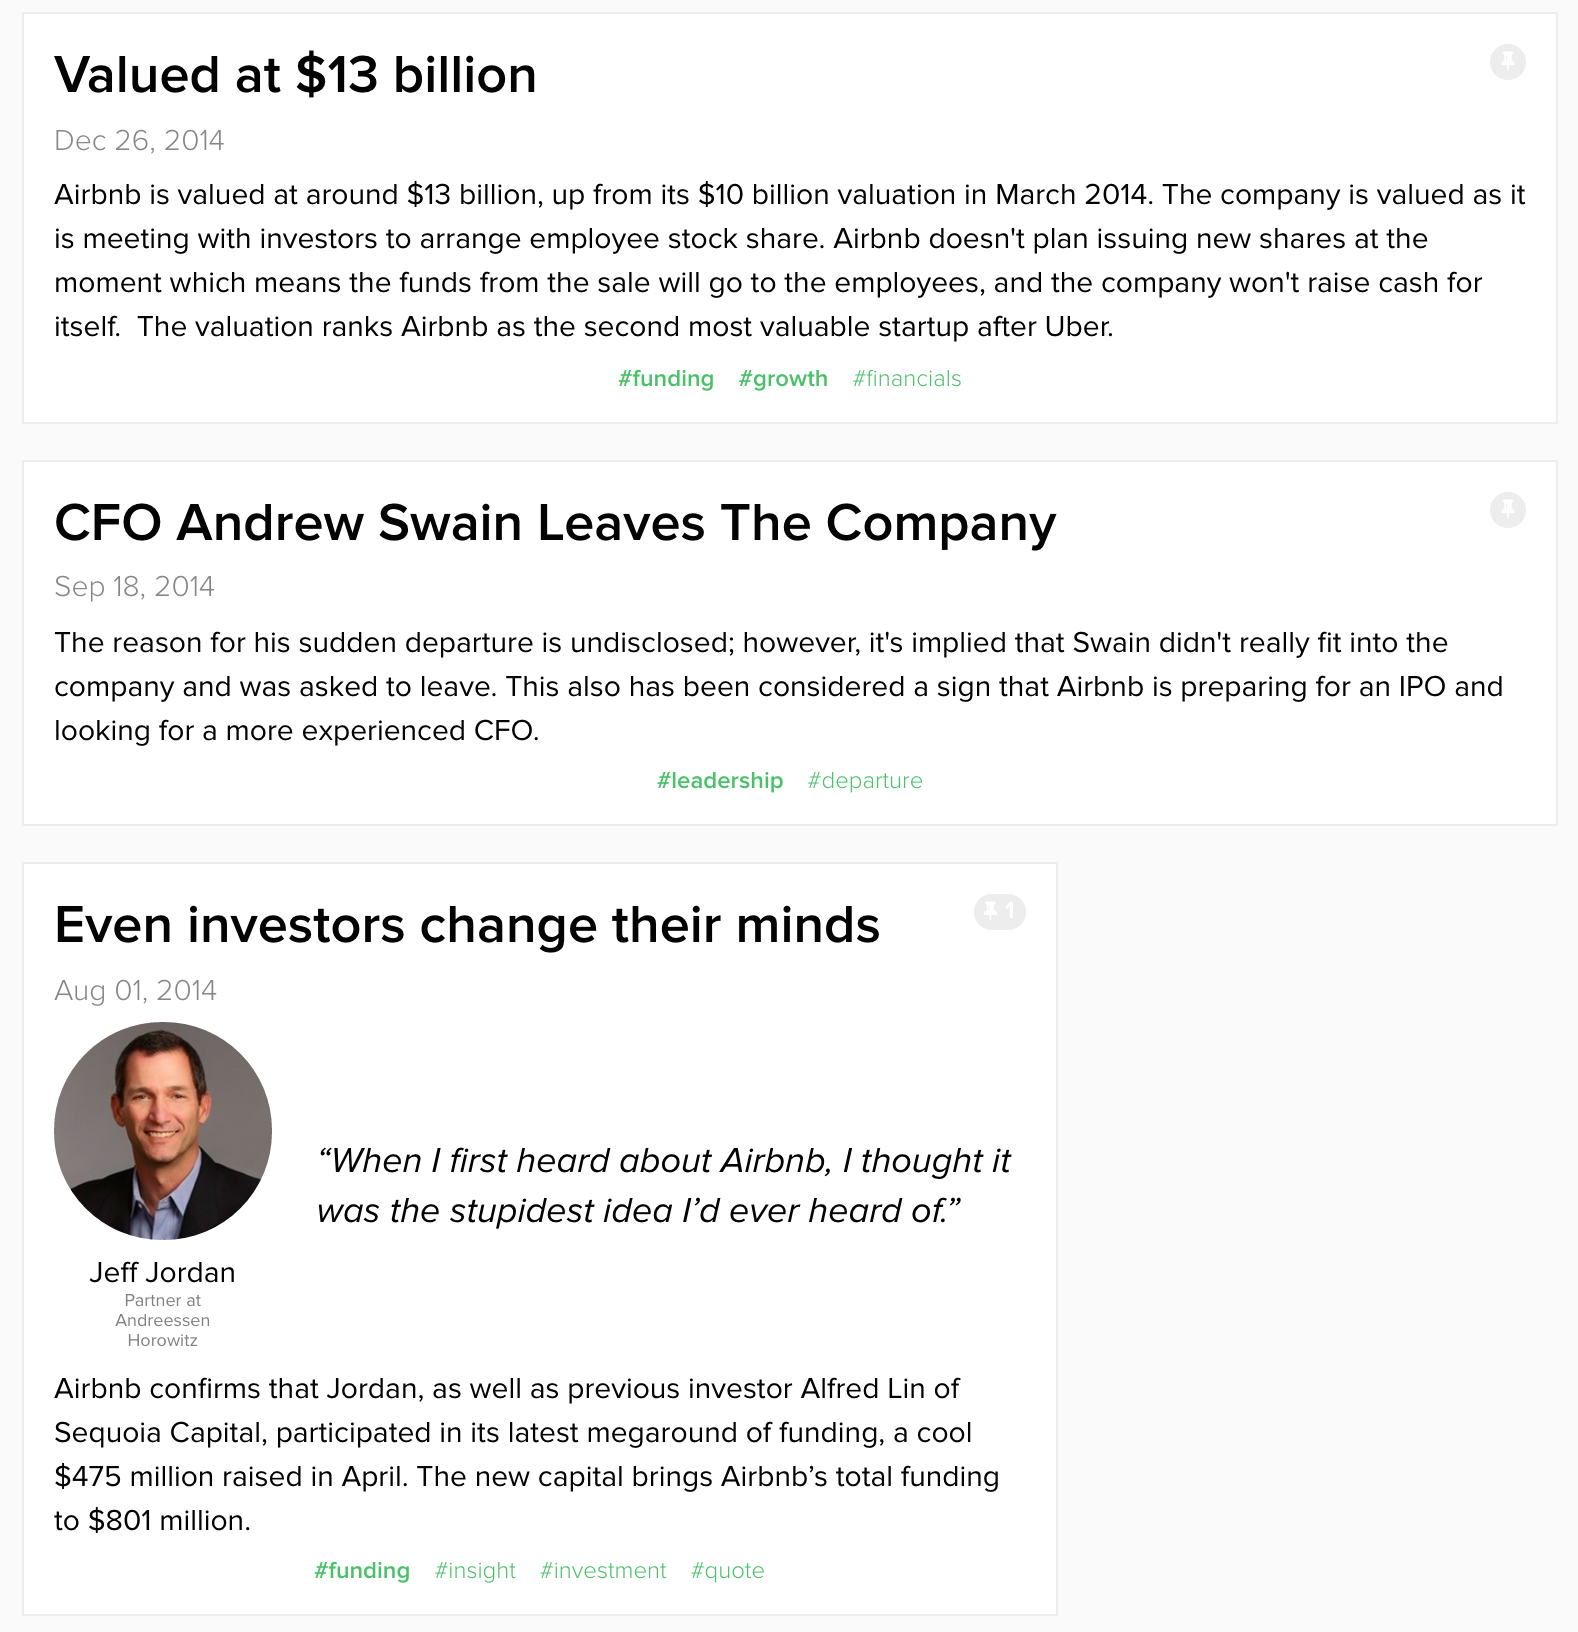 Valued at $13 billion
Dec 26, 2014
Airbnb is valued at around $13 billion, up from its $10 billion valuation in March 2014. The company is valued as it
is meeting with investors to arrange employee stock share. Airbnb doesn't plan issuing new shares at the
moment which means the funds from the sale will go to the employees, and the company won't raise cash for
itself.  The valuation ranks Airbnb as the second most valuable startup after Uber.
#funding #growth #financials
CFO Andrew Swain Leaves The Company
Sep 18, 2014
The reason for his sudden departure is undisclosed; however, it's implied that Swain didn't really fit into the
company and was asked to leave. This also has been considered a sign that Airbnb is preparing for an IPO and
looking for a more experienced CFO.
#leadership #departure
Even investors change their minds
1
Aug 01, 2014
“When I first heard about Airbnb, I thought it
was the stupidest idea I’d ever heard of.”
Jeff Jordan
Partner at
Andreessen
Horowitz
Airbnb confirms that Jordan, as well as previous investor Alfred Lin of
Sequoia Capital, participated in its latest megaround of funding, a cool
$475 million raised in April. The new capital brings Airbnb’s total funding
to $801 million.
#funding #insight #investment #quote